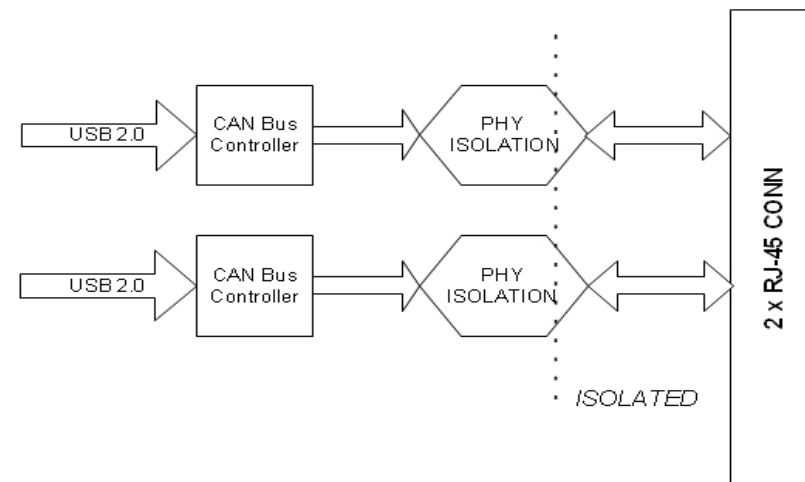 USB 2.0
CAN Bus
Controller
PHY
ISOLATION
USB 2.0
CAN Bus
Controller
PHY
ISOLATION
2 x RJ-45 CONN
ISOLATED